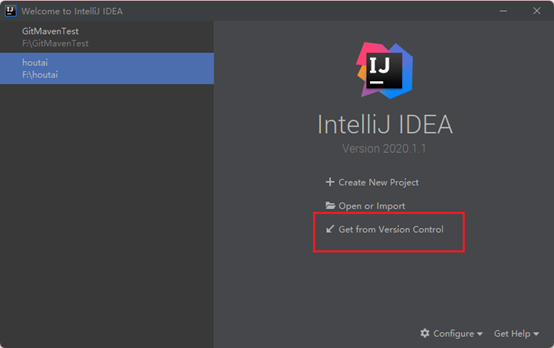 Welcome to IntelliJ IDEA
GitMavenTest
F:\GitMavenTest
houtai
F:\houtai
IJ
IntelliJ IDEA
Version 2020.1.1
Create New Project
Open or Import
Get from Version Control
Configure
Get Help